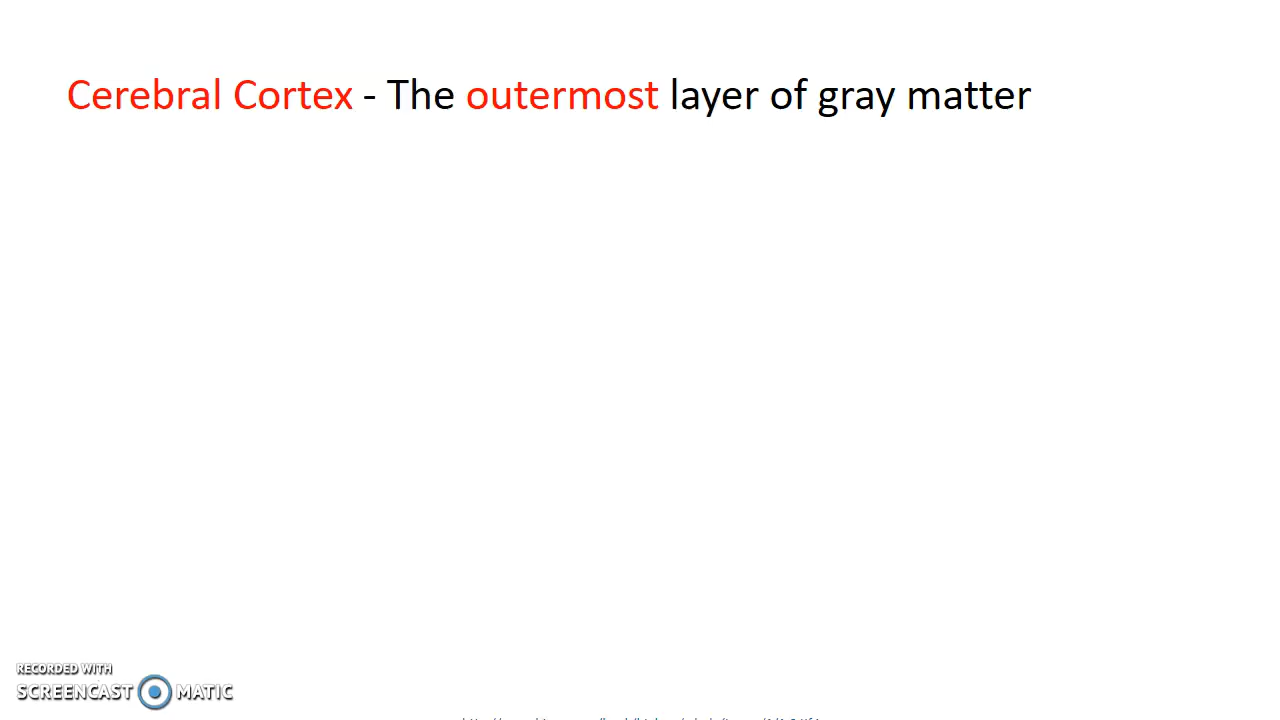 Cerebral Cortex - The outermost layer of gray matter
RECORDED WITH
SCREENCAST MATIC